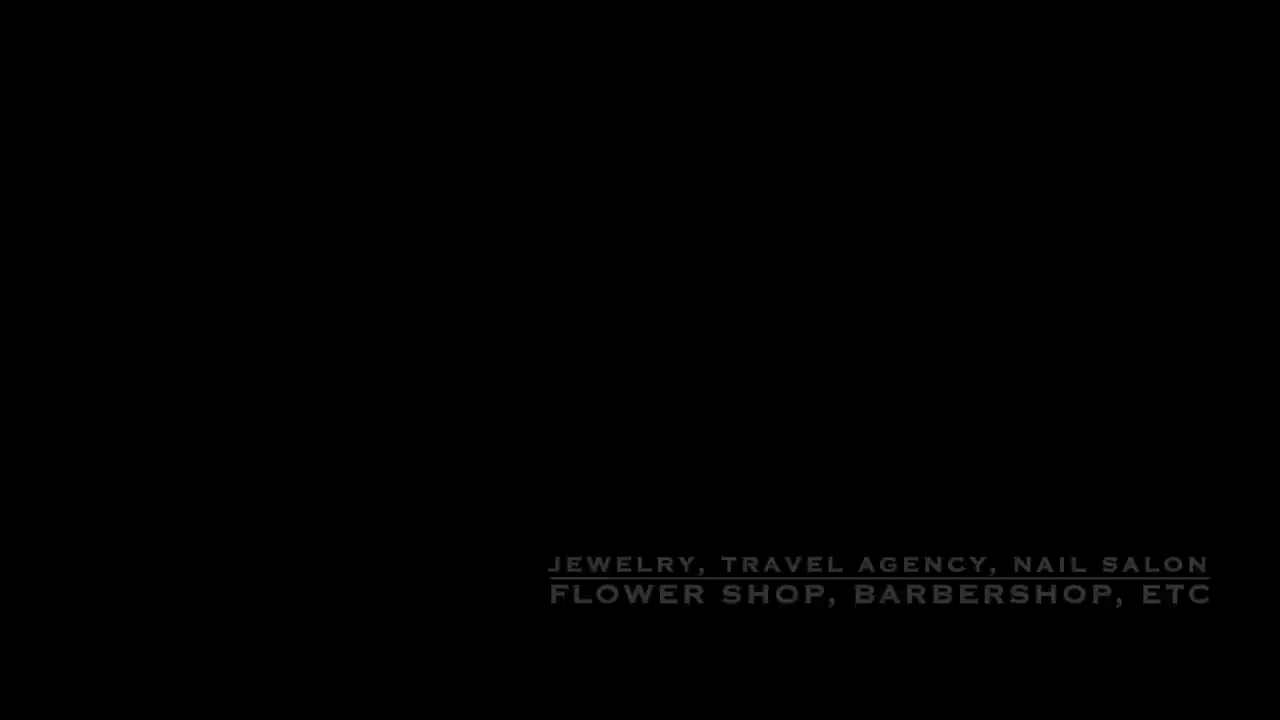 JEWELRY, TRAVEL AGENCY, NAIL SALON
FLOWER SHOP, BARBERSHOP, ETC